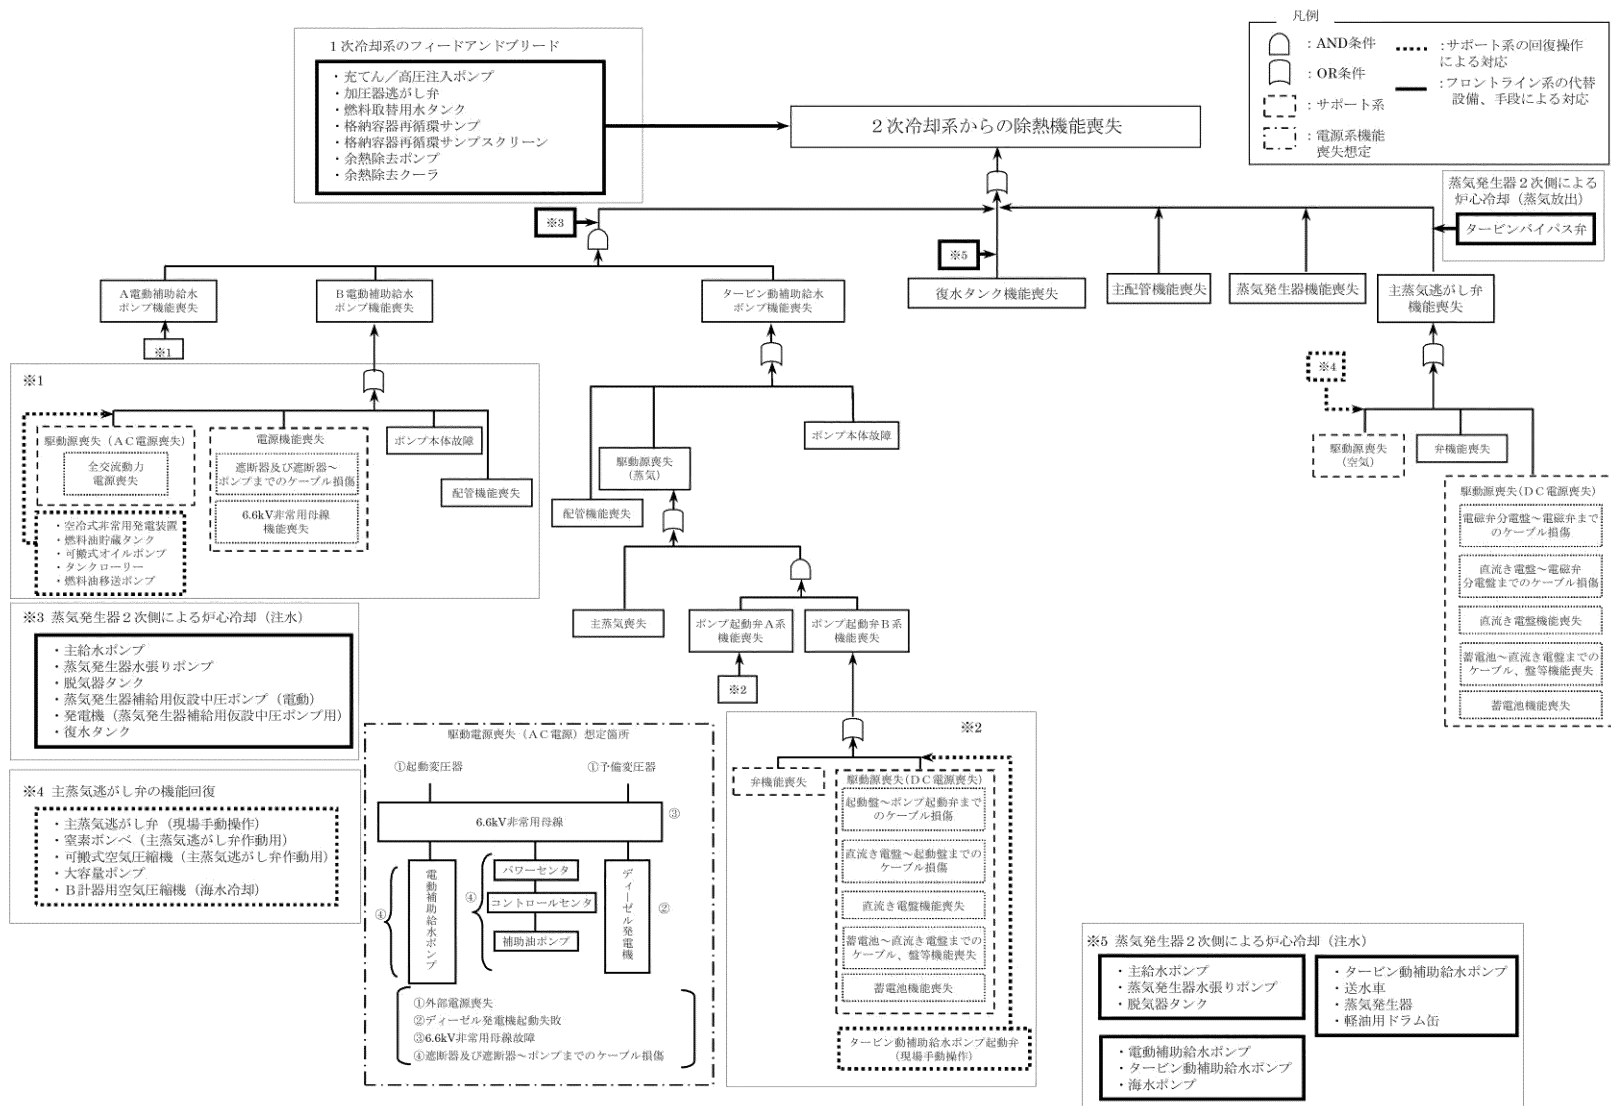 凡例
：AND条件
：OR条件
：サポート系
：電源系機能
喪失想定
：サポート系の回復操作
による対応
：フロントライン系の代替
設備、手段による対応
１次冷却系のフィードアンドブリード
・充てん／高圧注入ポンプ
・加圧器逃がし弁
・燃料取替用水タンク
・格納容器再循環サンプ
・格納容器再循環サンプスクリーン
・余熱除去ポンプ
・余熱除去クーラ
２次冷却系からの除熱機能喪失
蒸気発生器２次側による
炉心冷却（蒸気放出）
タービンバイパス弁
※3
※5
A電動補助給水
ポンプ機能喪失
B電動補助給水
ポンプ機能喪失
タービン動補助給水
ポンプ機能喪失
復水タンク機能喪失
主配管機能喪失
蒸気発生器機能喪失
主蒸気逃がし弁
機能喪失
※1
※4
※1
駆動源喪失（ＡＣ電源喪失）
全交流動力
電源喪失
・空冷式非常用発電装置
・燃料油貯蔵タンク
・可搬式オイルポンプ
・タンクローリー
・燃料油移送ポンプ
電源機能喪失
遮断器及び遮断器～
ポンプまでのケーブル損傷
6.6kV非常用母線
機能喪失
ポンプ本体故障
配管機能喪失
配管機能喪失
駆動源喪失
（蒸気）
ポンプ本体故障
主蒸気喪失
ポンプ起動弁Ａ系
機能喪失
ポンプ起動弁Ｂ系
機能喪失
※2
駆動源喪失
（空気）
弁機能喪失
駆動源喪失（DＣ電源喪失）
電磁弁分電盤～電磁弁まで
のケーブル損傷
直流き電盤～電磁弁
分電盤までのケーブル損傷
直流き電盤機能喪失
蓄電池～直流き電盤までの
ケーブル、盤等機能喪失
蓄電池機能喪失
※3 蒸気発生器２次側による炉心冷却（注水）
・主給水ポンプ
・蒸気発生器水張りポンプ
・脱気器タンク
・蒸気発生器補給用仮設中圧ポンプ（電動）
・発電機（蒸気発生器補給用仮設中圧ポンプ用）
・復水タンク
※4 主蒸気逃がし弁の機能回復
・主蒸気逃がし弁（現場手動操作）
・窒素ボンベ（主蒸気逃がし弁作動用）
・可搬式空気圧縮機（主蒸気逃がし弁作動用）
・大容量ポンプ
・Ｂ計器用空気圧縮機（海水冷却）
駆動電源喪失（ＡＣ電源）想定箇所
①起動変圧器
①予備変圧器
6.6kV非常用母線
③
電動補助給水ポンプ
④
④
パワーセンタ
コントロールセンタ
補助油ポンプ
ディーゼル発電機
②
①外部電源喪失
②ディーゼル発電機起動失敗
③6.6kV非常用母線故障
④遮断器及び遮断器～ポンプまでのケーブル損傷
※2
弁機能喪失
駆動源喪失（DＣ電源喪失）
起動盤～ポンプ起動弁まで
のケーブル損傷
直流き電盤～起動盤までの
ケーブル損傷
直流き電盤機能喪失
蓄電池～直流き電盤までの
ケーブル、盤等機能喪失
蓄電池機能喪失
タービン動補助給水ポンプ起動弁
（現場手動操作）
※5 蒸気発生器２次側による炉心冷却（注水）
・主給水ポンプ
・蒸気発生器水張りポンプ
・脱気器タンク
・タービン動補助給水ポンプ
・送水車
・蒸気発生器
・軽油用ドラム缶
・電動補助給水ポンプ
・タービン動補助給水ポンプ
・海水ポンプ